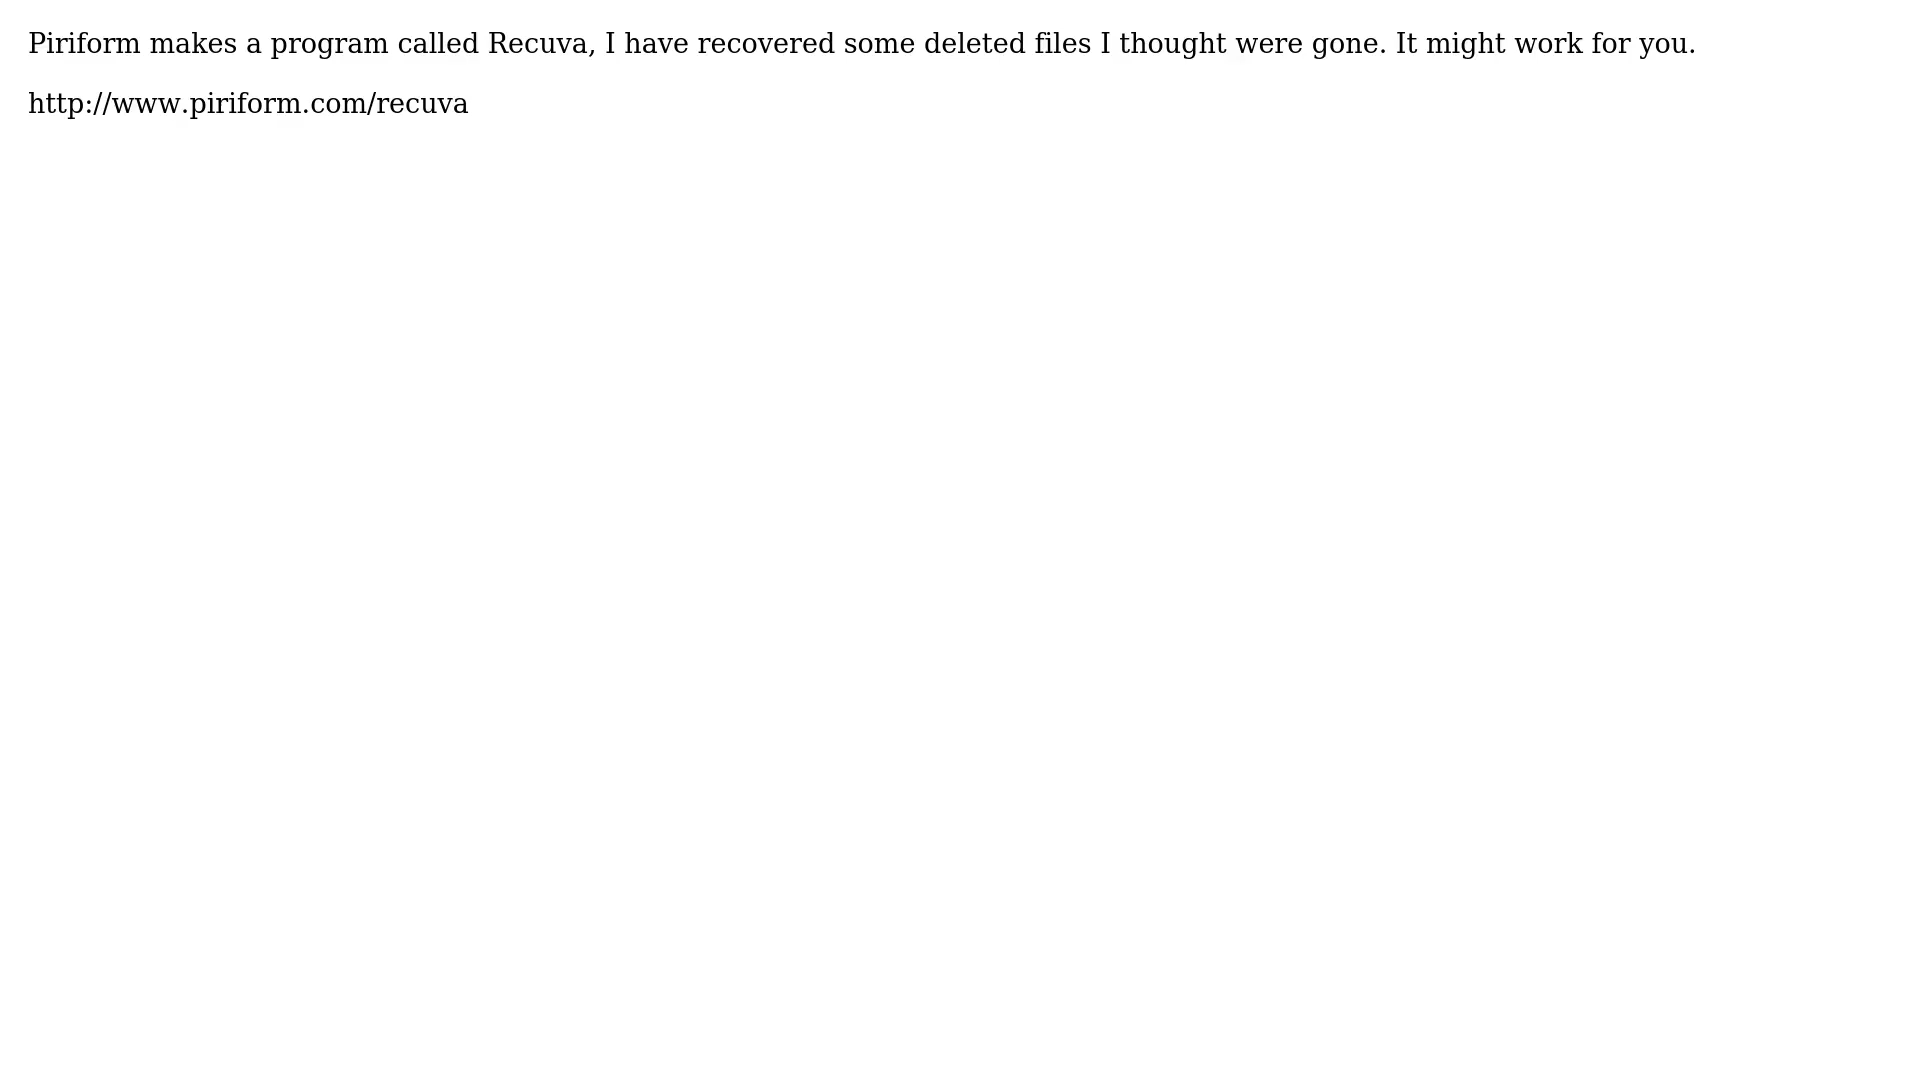 Piriform makes a program called Recuva, I have recovered some deleted files I thought were gone. It might work for you.
http://www.piriform.com/recuva